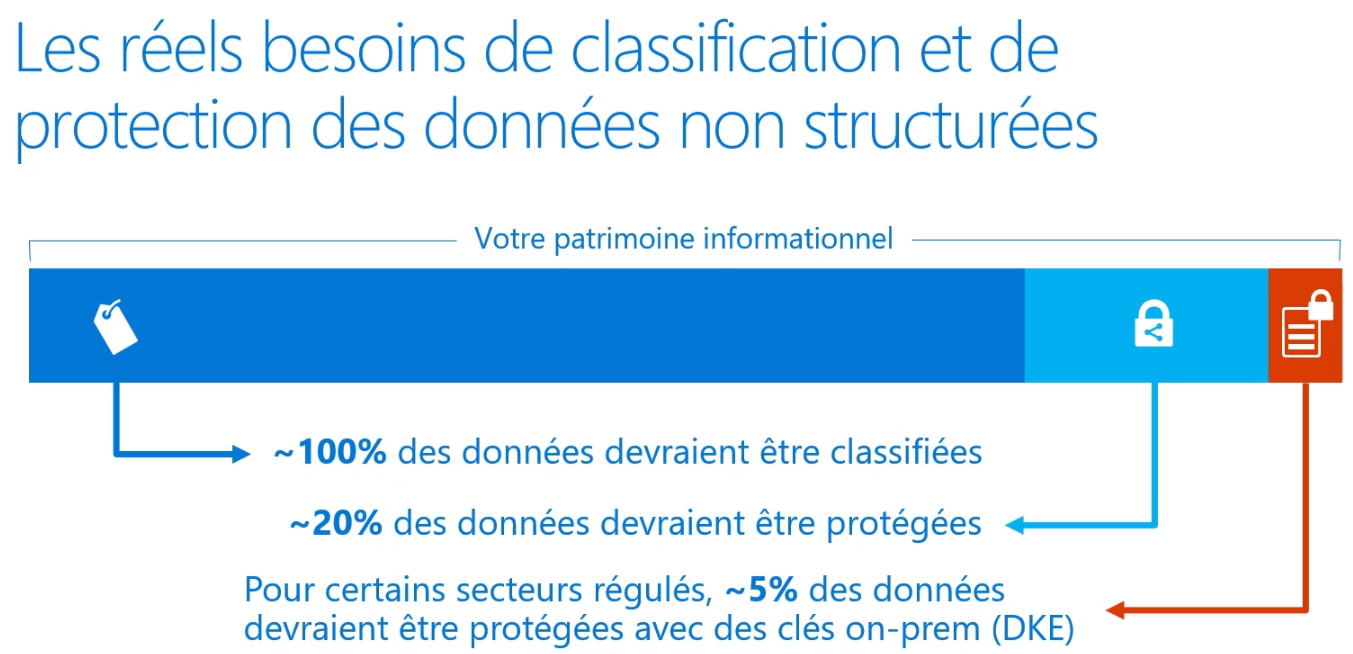 Les réels besoins de classification et de
protection des données non structurées
Votre patrimoine informationnel
~100% des données devraient être classifiées
~20% des données devraient être protégées
Pour certains secteurs régulés, ~5% des données
devraient être protégées avec des clés on-prem (DKE)